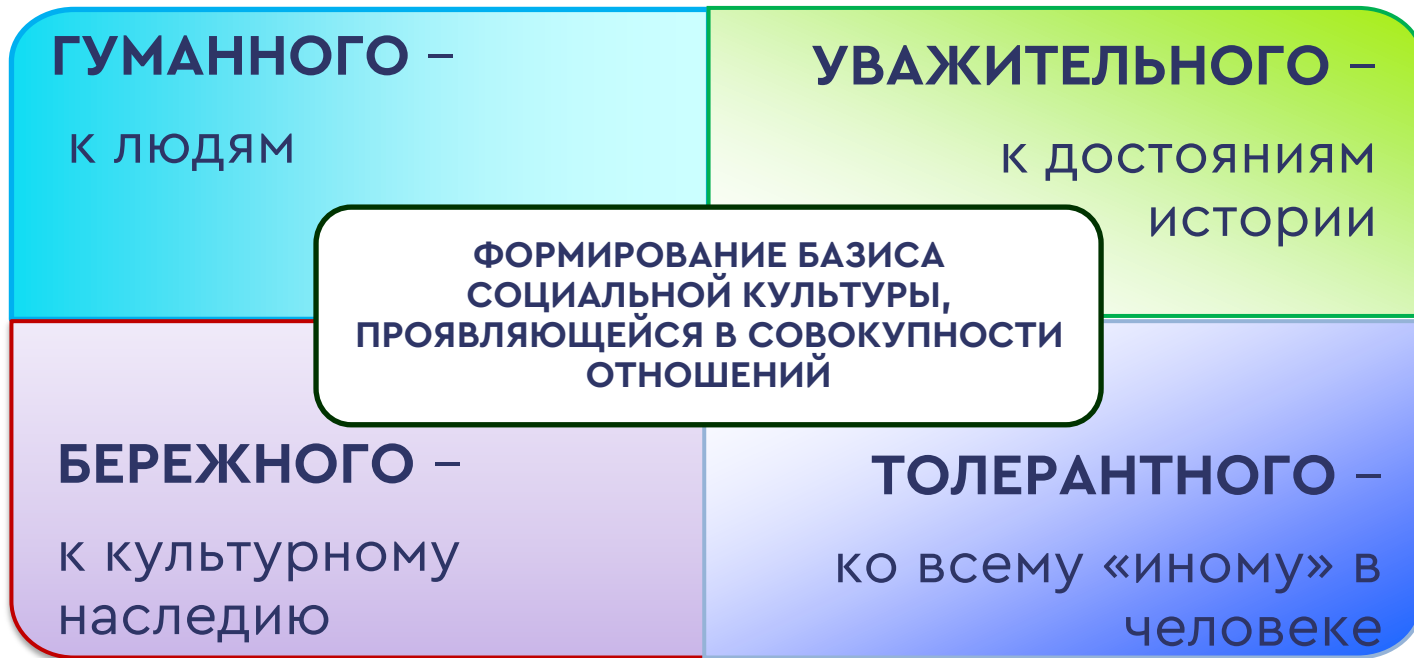 ГУМАННОГО –
к людям
УВАЖИТЕЛЬНОГО –
к достояниям
истории
ФОРМИРОВАНИЕ БАЗИСА
СОЦИАЛЬНОЙ КУЛЬТУРЫ,
ПРОЯВЛЯЮЩЕЙСЯ В СОВОКУПНОСТИ
ОТНОШЕНИЙ
БЕРЕЖНОГО –
к культурному
наследию
ТОЛЕРАНТНОГО –
ко всему «иному» в
человеке